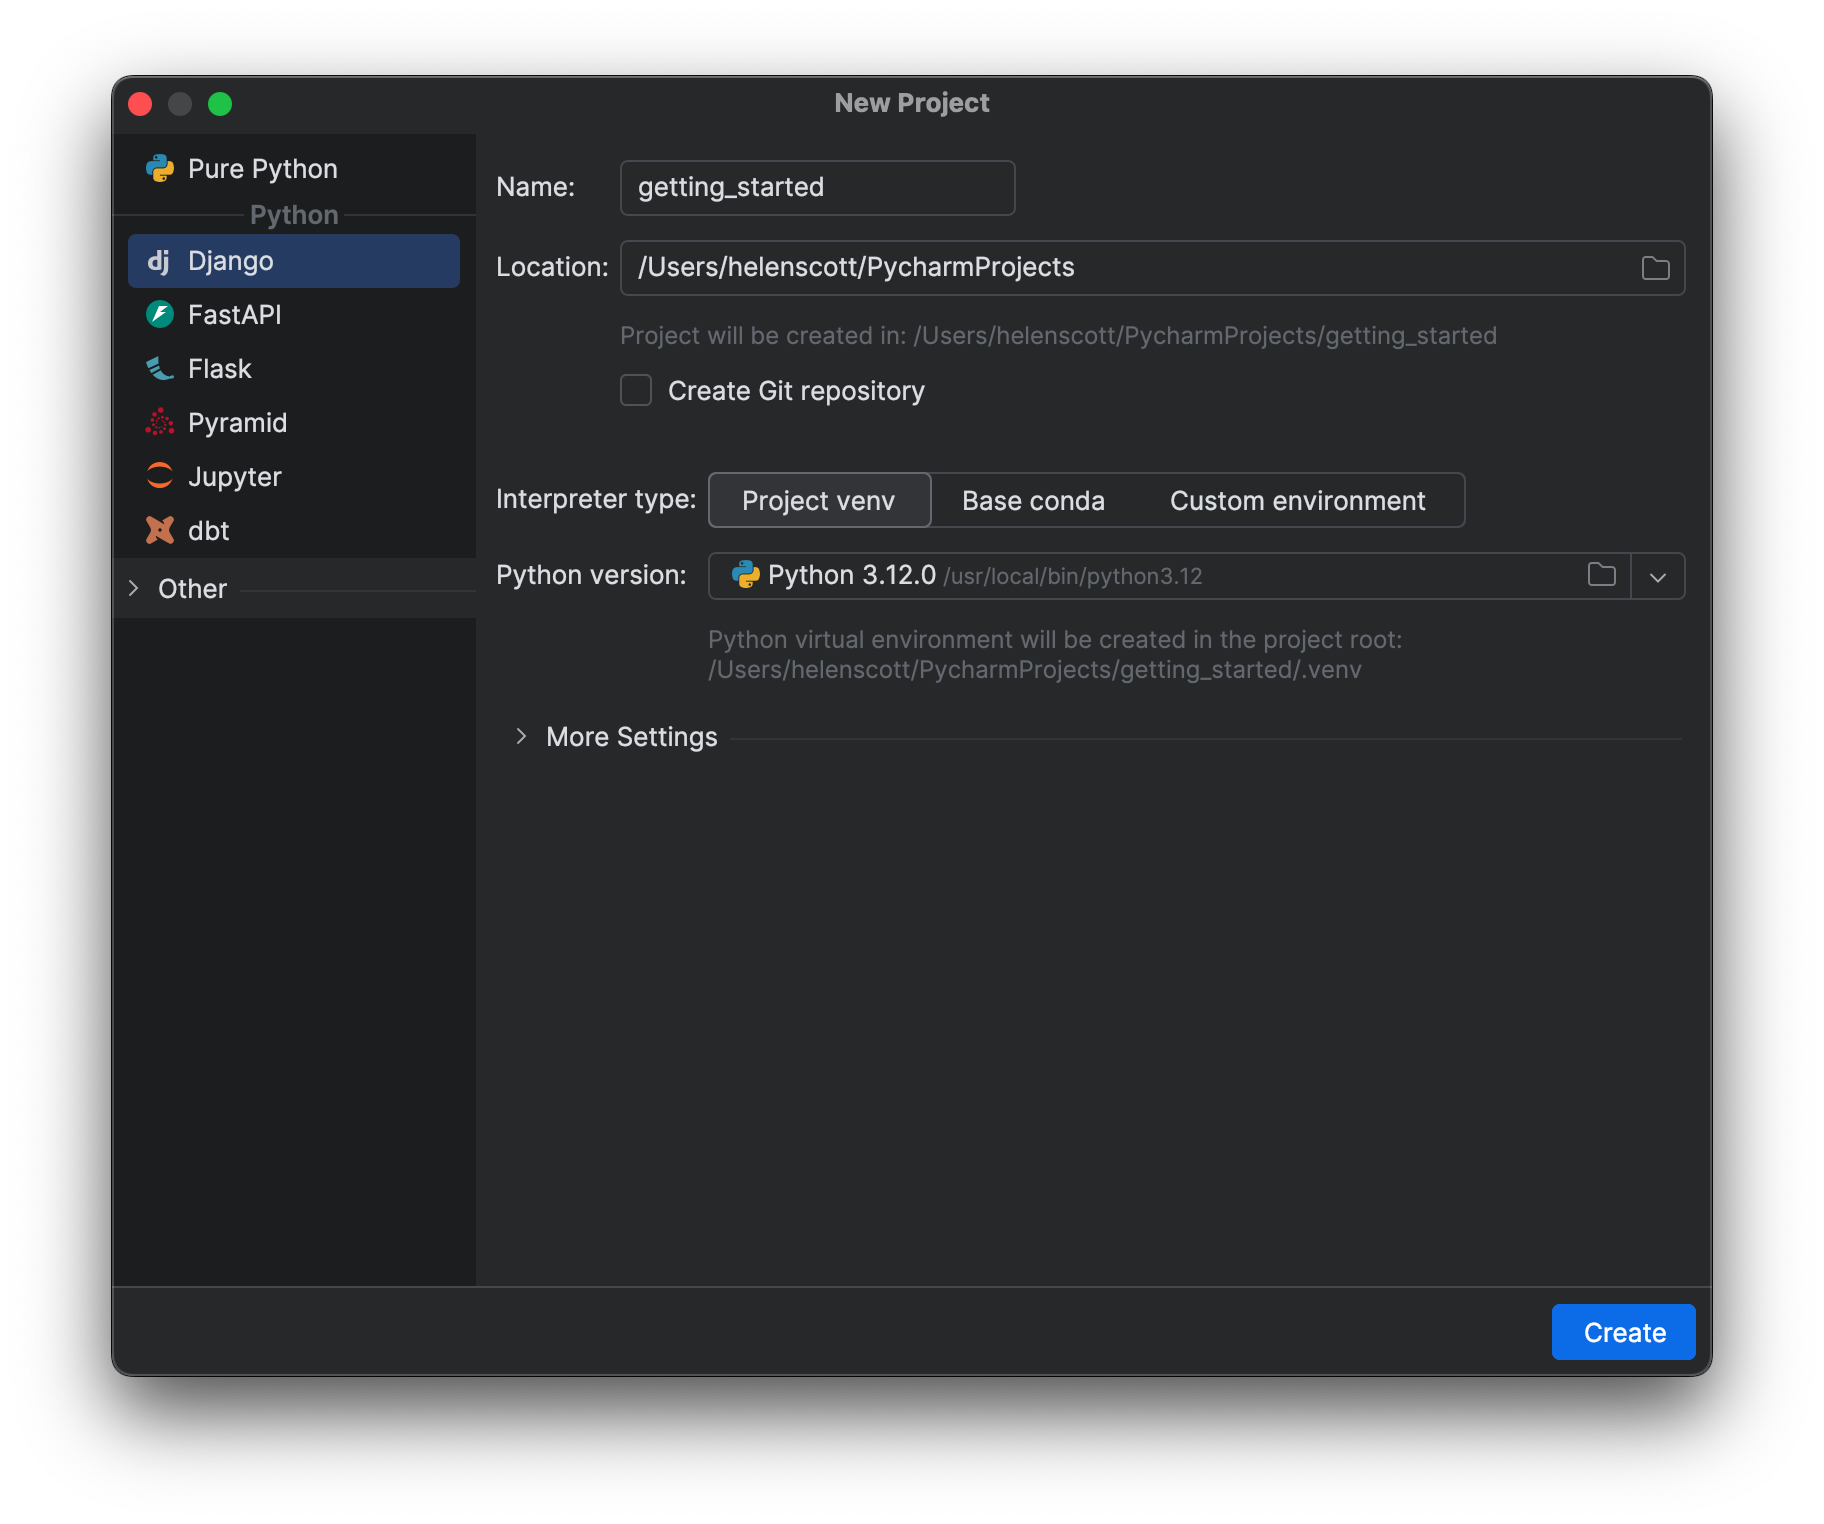 New Project
Pure Python
Python
dj Django
FastAPI
Flask
Pyramid
Jupyter
dbt
Other
Name: getting_started
Location: /Users/helenscott/PycharmProjects
Project will be created in: /Users/helenscott/PycharmProjects/getting_started
Create Git repository
Interpreter type: Project venv Base conda Custom environment
Python version: Python 3.12.0 /usr/local/bin/python3.12
Python virtual environment will be created in the project root:
/Users/helenscott/PycharmProjects/getting_started/.venv
More Settings
Create